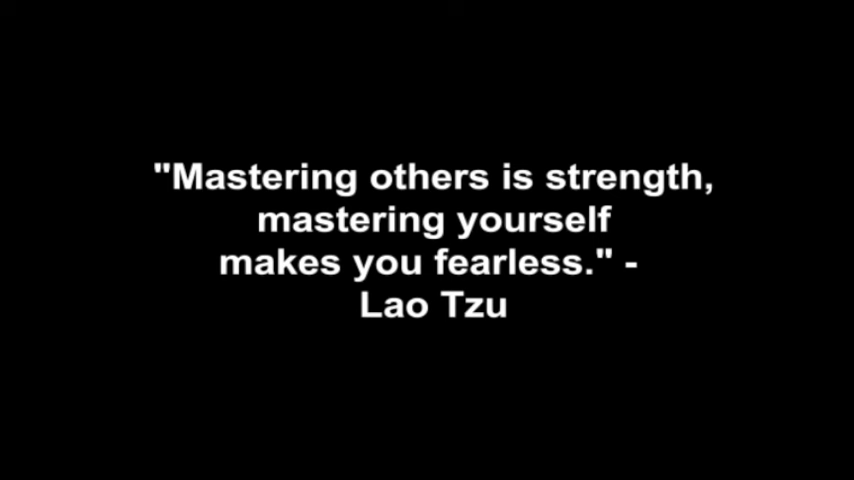 "Mastering others is strength,
mastering yourself
makes you fearless." -
Lao Tzu